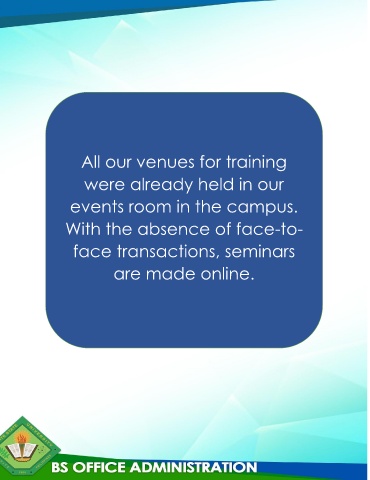 All our venues for training
were already held in our
events room in the campus.
With the absence of face-to-
face transactions, seminars
are made online.
BS OFFICE ADMINISTRATION